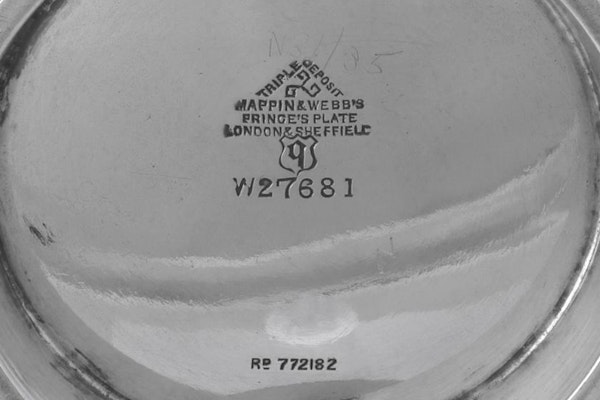 TRIPLE DEPOSIT
MAPPIN & WEBB'S
PRINCE'S PLATE
LONDON & SHEFFIELD
W27681
RD 772182